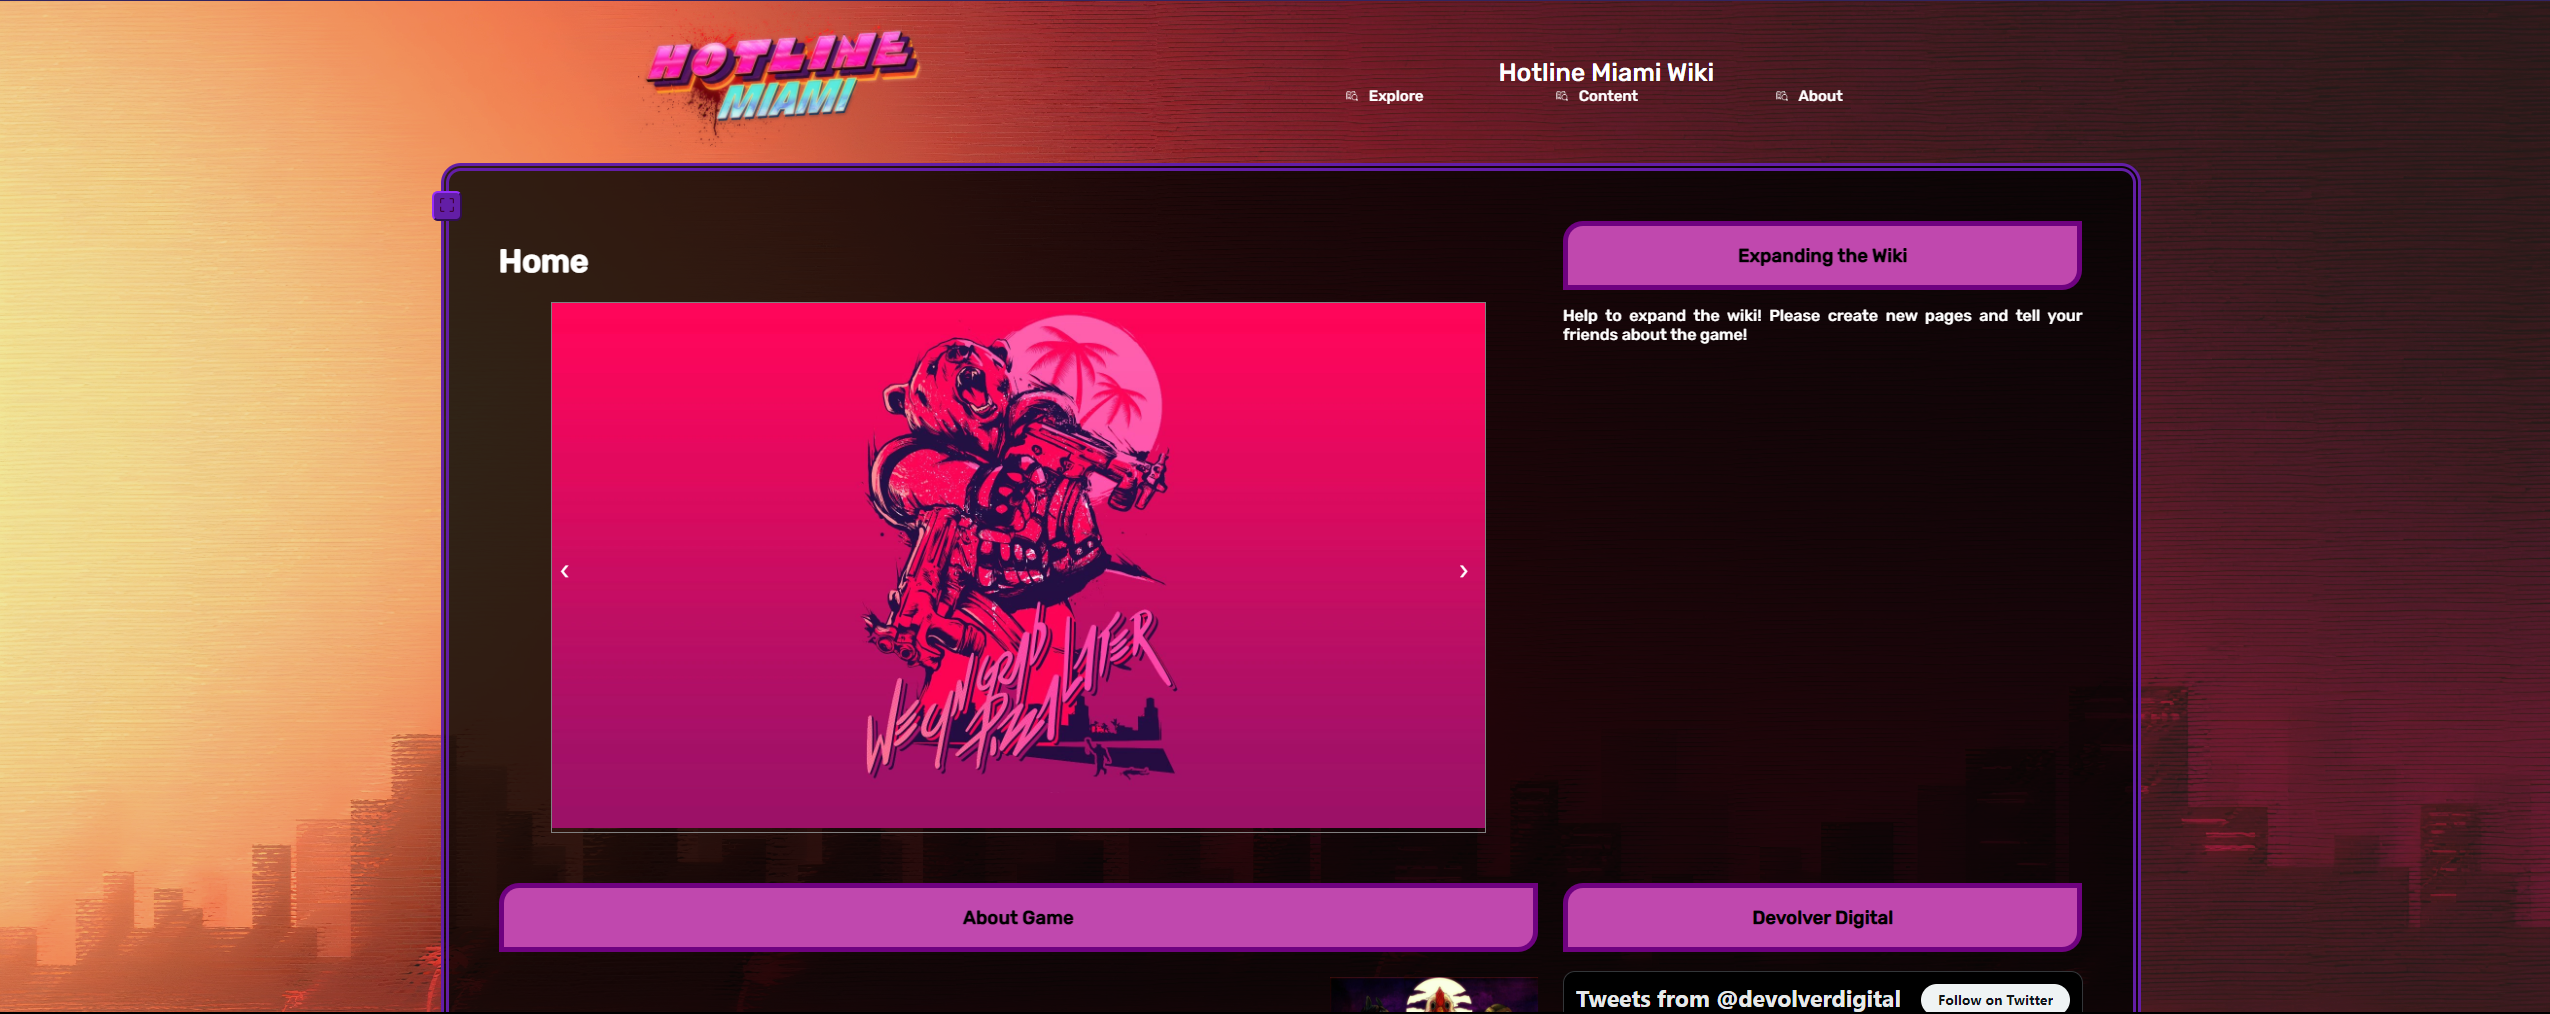 HOTLINE
MIAMI
Hotline Miami Wiki
Explore
Content
About
Home
Expanding the Wiki
Help to expand the wiki! Please create new pages and tell your
friends about the game!
WE GUN GRAB
PIZZA LATER
About Game
Devolver Digital
Tweets from @devolverdigital
Follow on Twitter